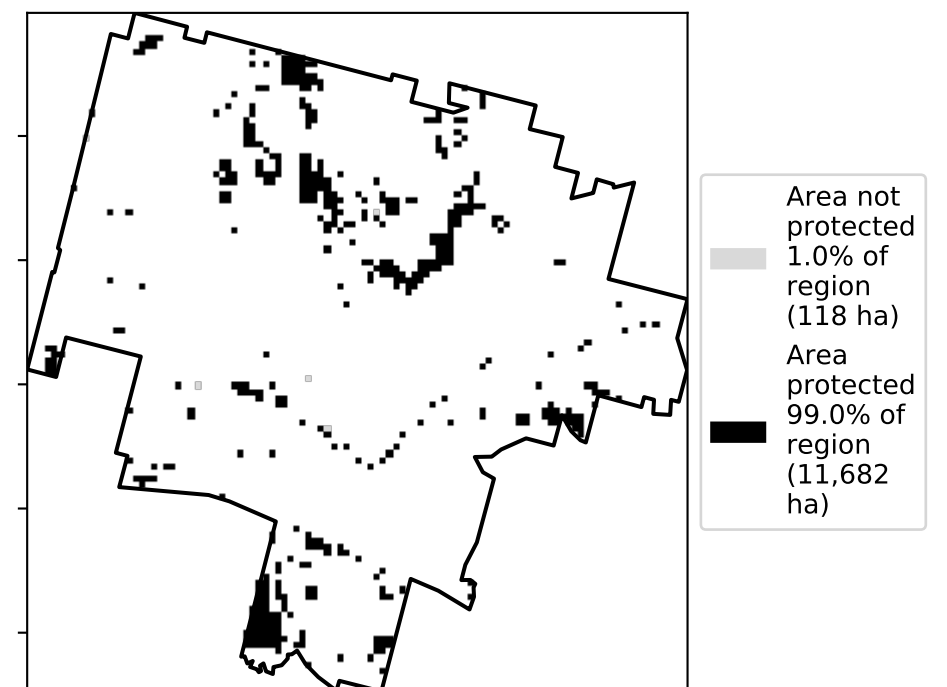 Area not
protected
1.0% of
region
(118 ha)
Area
protected
99.0% of
region
(11,682
ha)